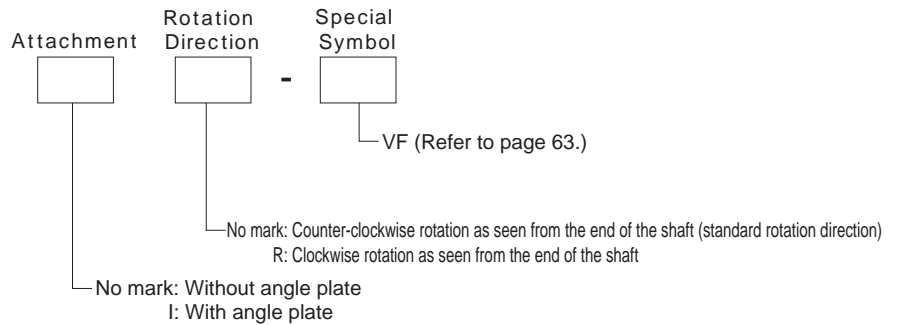 Attachment
Rotation
Direction
-
Special
Symbol
VF (Refer to page 63.)
No mark: Counter-clockwise rotation as seen from the end of the shaft (standard rotation direction)
R: Clockwise rotation as seen from the end of the shaft
No mark: Without angle plate
I: With angle plate